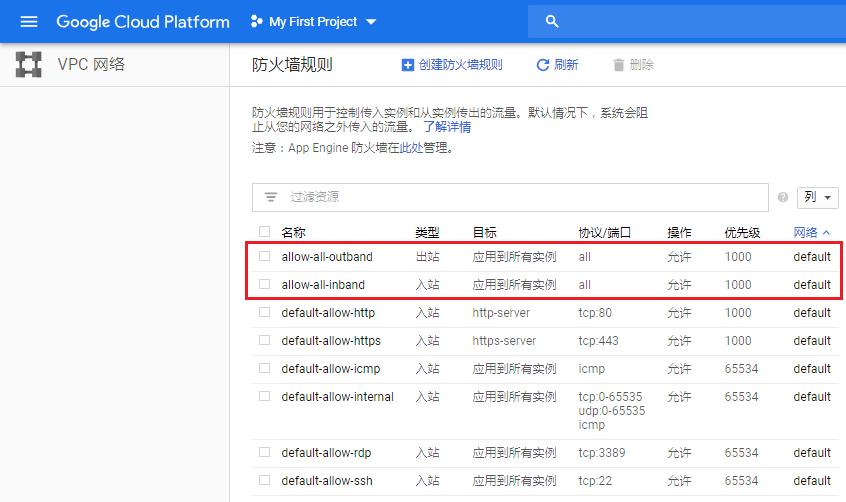 Google Cloud Platform My First Project
VPC 网络
防火墙规则 创建防火墙规则 刷新 删除
防火墙规则用于控制传入实例和从实例传出的流量。默认情况下，系统会阻
止从您的网络之外传入的流量。 了解详情
注意：App Engine 防火墙在此处管理。
过滤资源 列
名称 类型 目标 协议/端口 操作 优先级 网络
allow-all-outband 出站 应用到所有实例 all 允许 1000 default
allow-all-inband 入站 应用到所有实例 all 允许 1000 default
default-allow-http 入站 http-server tcp:80 允许 1000 default
default-allow-https 入站 https-server tcp:443 允许 1000 default
default-allow-icmp 入站 应用到所有实例 icmp 允许 65534 default
default-allow-internal 入站 应用到所有实例 tcp:0-65535 允许 65534 default
udp:0-65535
icmp
default-allow-rdp 入站 应用到所有实例 tcp:3389 允许 65534 default
default-allow-ssh 入站 应用到所有实例 tcp:22 允许 65534 default